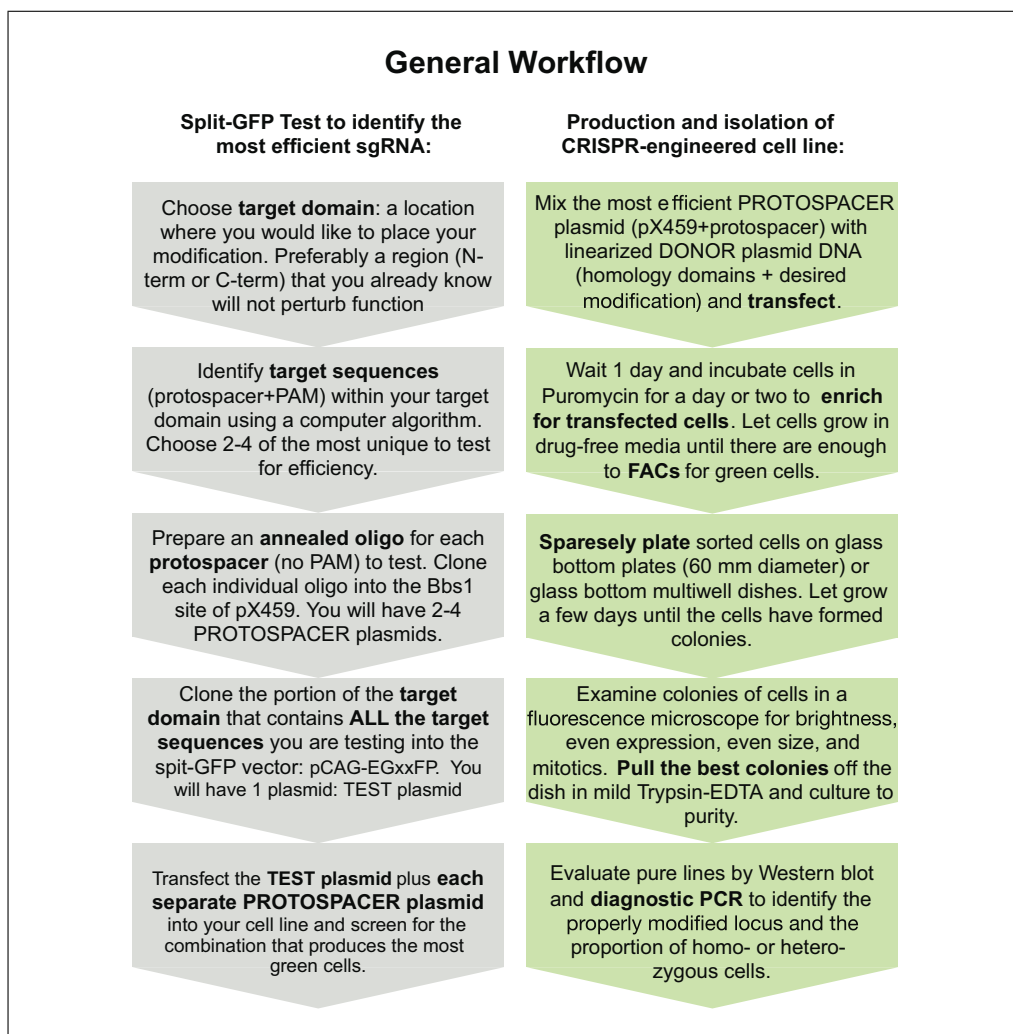 General Workflow
Split-GFP Test to identify the
most efficient sgRNA:
Choose target domain: a location
where you would like to place your
modification. Preferably a region (N-
term or C-term) that you already know
will not perturb function
Identify target sequences
(protospacer+PAM) within your target
domain using a computer algorithm.
Choose 2-4 of the most unique to test
for efficiency.
Prepare an annealed oligo for each
protospacer (no PAM) to test. Clone
each individual oligo into the Bbs1
site of pX459. You will have 2-4
PROTOSPACER plasmids.
Clone the portion of the target
domain that contains ALL the target
sequences you are testing into the
spit-GFP vector: pCAG-EGxxFP. You
will have 1 plasmid: TEST plasmid
Transfect the TEST plasmid plus each
separate PROTOSPACER plasmid
into your cell line and screen for the
combination that produces the most
green cells.
Production and isolation of
CRISPR-engineered cell line:
Mix the most efficient PROTOSPACER
plasmid (pX459+protospacer) with
linearized DONOR plasmid DNA
(homology domains + desired
modification) and transfect.
Wait 1 day and incubate cells in
Puromycin for a day or two to enrich
for transfected cells. Let cells grow in
drug-free media until there are enough
to FACs for green cells.
Sparesely plate sorted cells on glass
bottom plates (60 mm diameter) or
glass bottom multiwell dishes. Let grow
a few days until the cells have formed
colonies.
Examine colonies of cells in a
fluorescence microscope for brightness,
even expression, even size, and
mitotics. Pull the best colonies off the
dish in mild Trypsin-EDTA and culture to
purity.
Evaluate pure lines by Western blot
and diagnostic PCR to identify the
properly modified locus and the
proportion of homo- or hetero-
zygous cells.